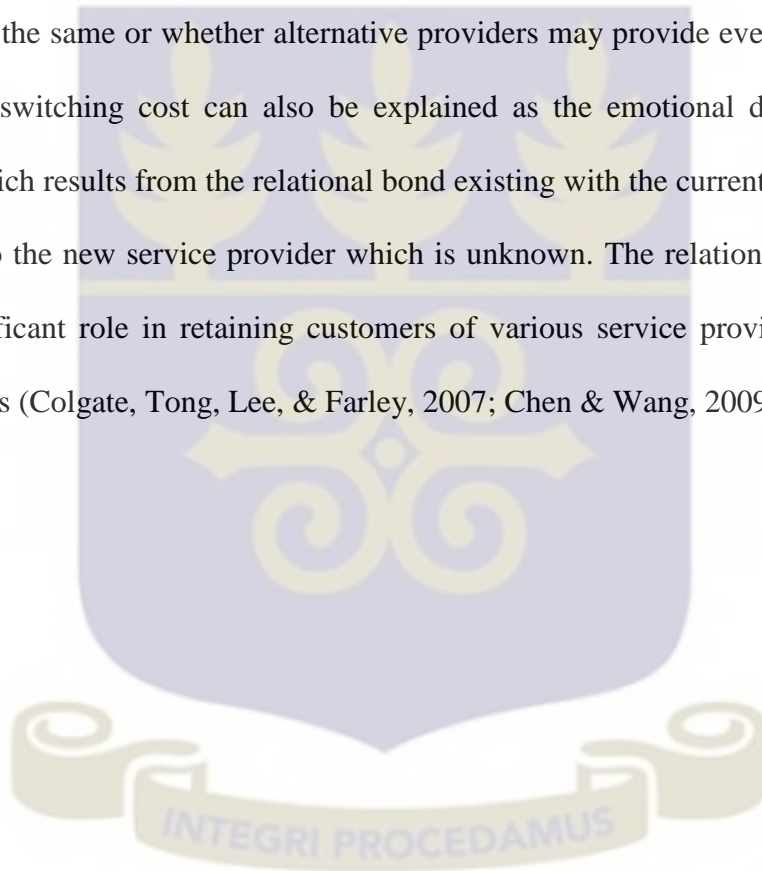 the same or whether alternative providers may provide eve
switching cost can also be explained as the emotional d
ich results from the relational bond existing with the current
the new service provider which is unknown. The relation
ficant role in retaining customers of various service provi
s (Colgate, Tong, Lee, & Farley, 2007; Chen & Wang, 2009
INTEGRI PROCEDAMUS